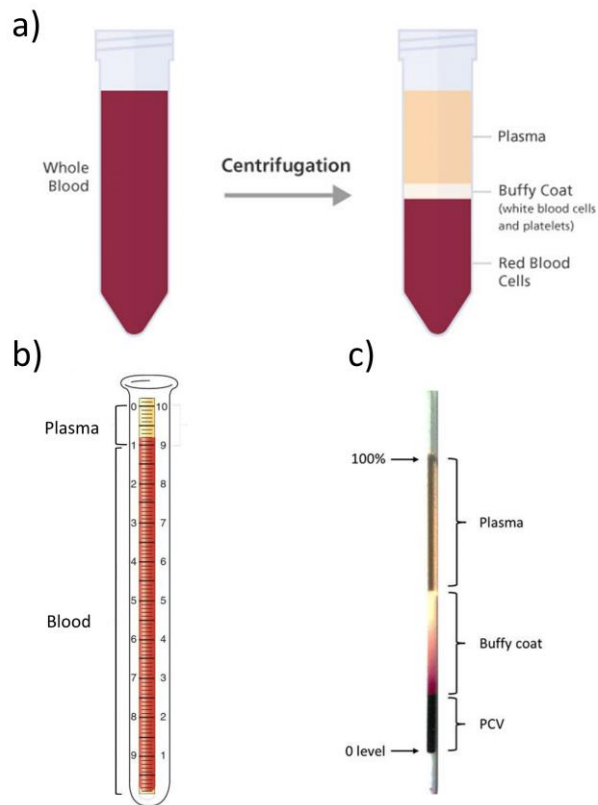 a)
Whole
Blood
Centrifugation
Plasma
Buffy Coat
(white blood cells
and platelets)
Red Blood
Cells
b)
Plasma
Blood
0 10
1 9
2 8
3 7
4 6
5 5
6 4
7 3
8 2
9 1
c)
100%
Plasma
Buffy coat
PCV
0 level